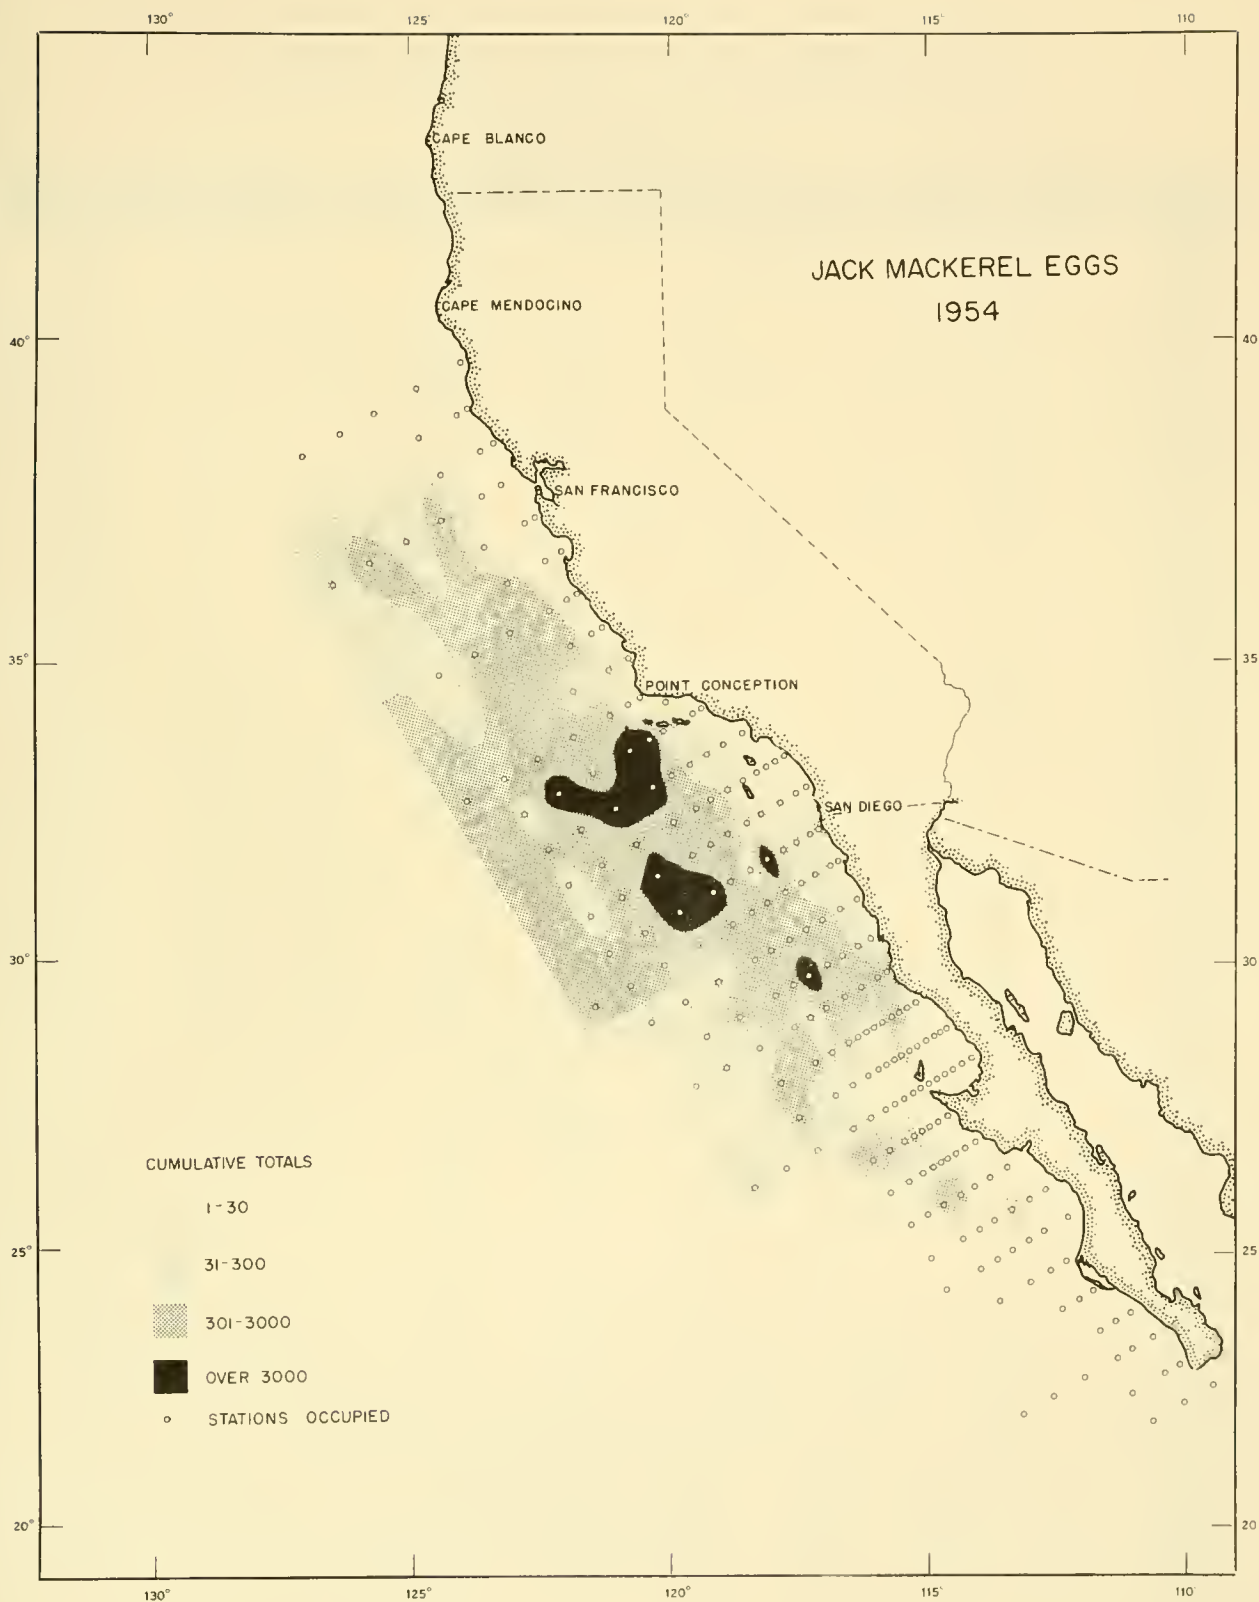 130° 125° 120° 115° 110
CAPE BLANCO
JACK MACKEREL EGGS
1954
CAPE MENDOCINO
40° 40
SAN FRANCISCO
35° 35
POINT CONCEPTION
SAN DIEGO
30° 30
CUMULATIVE TOTALS
1-30
25° 25
31-300
301-3000
OVER 3000
STATIONS OCCUPIED
20° 20
130° 125° 120° 115° 110°